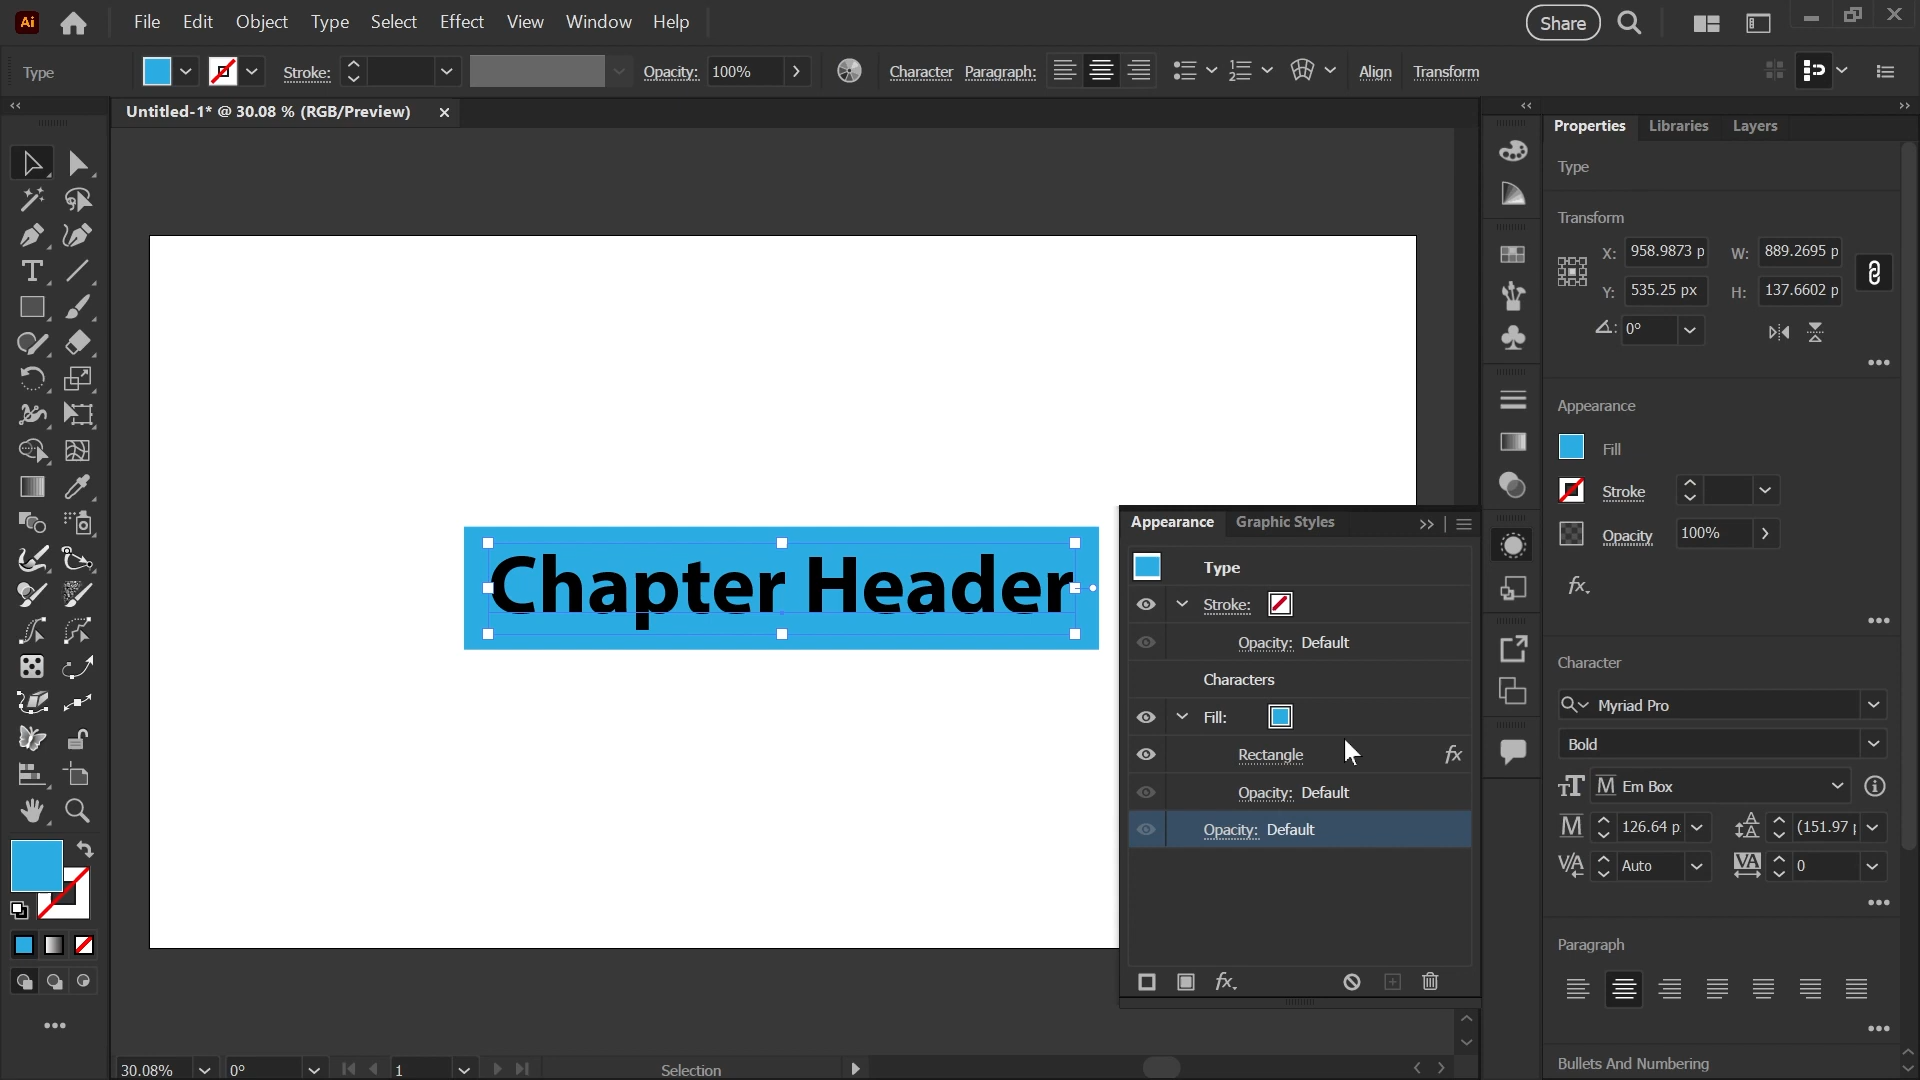 Ai File Edit Object Type Select Effect View Window Help Share
Type Stroke: Opacity: 100% Character Paragraph: Align Transform
Untitled-1* @ 30.08 % (RGB/Preview)
Properties Libraries Layers
Type
Transform
X: 958.9873 p W: 889.2695 p
Y: 535.25 px H: 137.6602 p
0°
Appearance
Fill
Stroke
Opacity 100%
fx
Character
Myriad Pro
Bold
Em Box
126.64 p (151.97 p
Auto 0
Paragraph
Bullets And Numbering
Chapter Header
Appearance Graphic Styles
Type
Stroke:
Opacity: Default
Characters
Fill:
Rectangle fx
Opacity: Default
Opacity: Default
fx
30.08% 0° 1 Selection